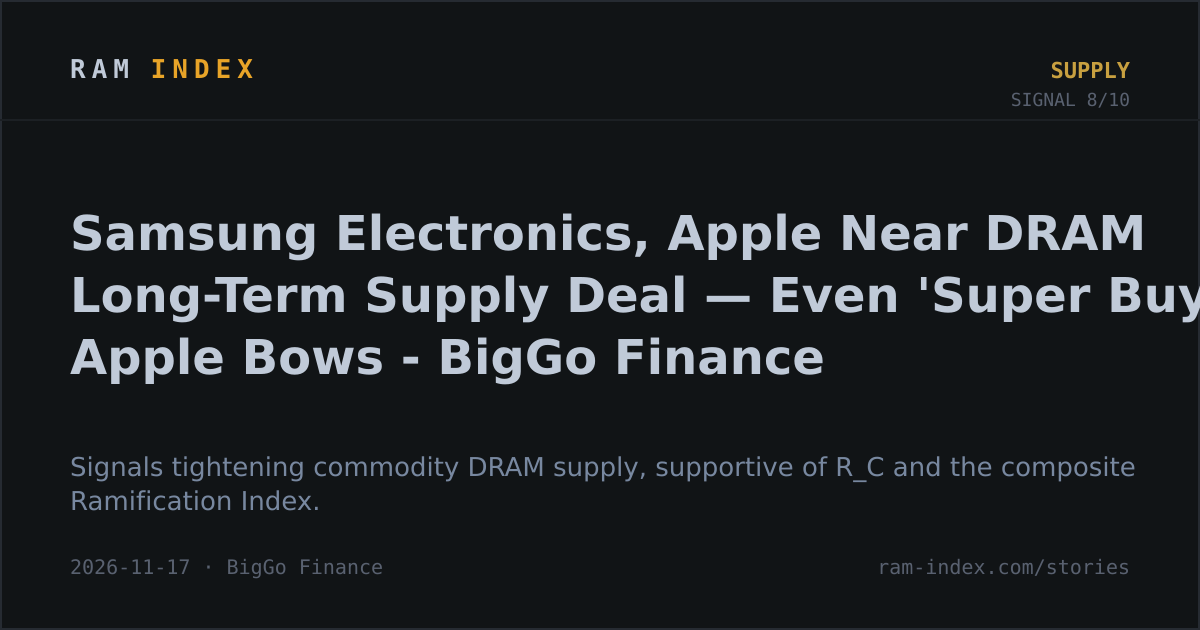 RAM INDEX
SUPPLY
SIGNAL 8/10
Samsung Electronics, Apple Near DRAM
Long-Term Supply Deal — Even 'Super Buy
Apple Bows - BigGo Finance
Signals tightening commodity DRAM supply, supportive of R_C and the composite
Ramification Index.
2026-11-17 · BigGo Finance
ram-index.com/stories